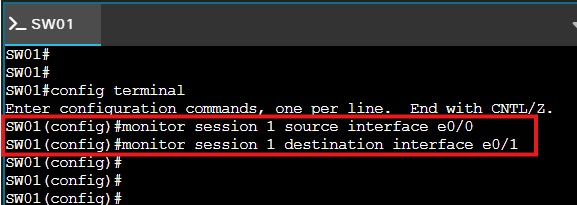 SW01
SW01#
SW01#
SW01#config terminal
Enter configuration commands, one per line.  End with CNTL/Z.
SW01(config)#monitor session 1 source interface e0/0
SW01(config)#monitor session 1 destination interface e0/1
SW01(config)#
SW01(config)#
SW01(config)#